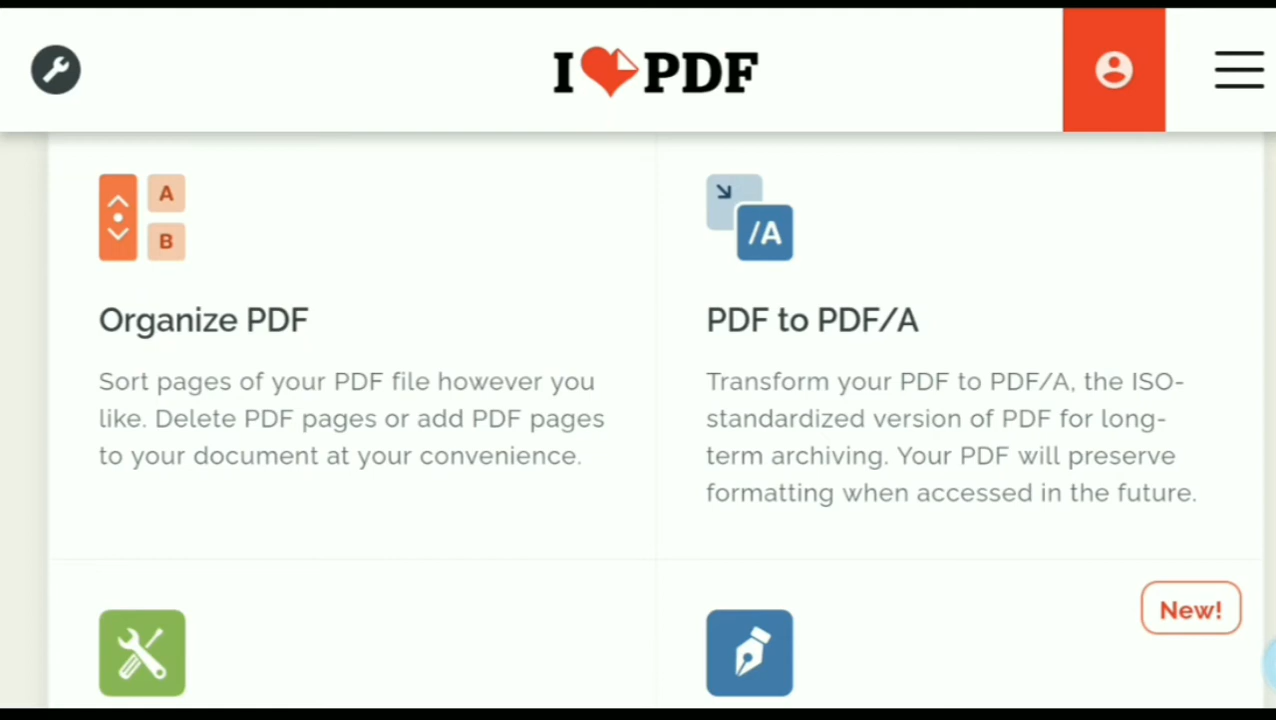 I PDF
A
B
/A
Organize PDF
Sort pages of your PDF file however you
like. Delete PDF pages or add PDF pages
to your document at your convenience.
PDF to PDF/A
Transform your PDF to PDF/A, the ISO-
standardized version of PDF for long-
term archiving. Your PDF will preserve
formatting when accessed in the future.
New!